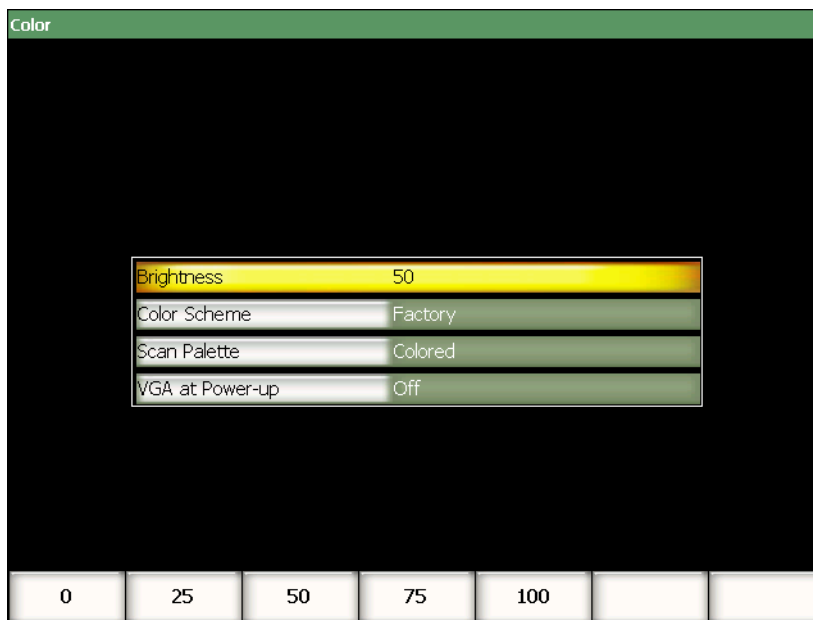 Color
Brightness 50
Color Scheme Factory
Scan Palette Colored
VGA at Power-up Off
0 25 50 75 100